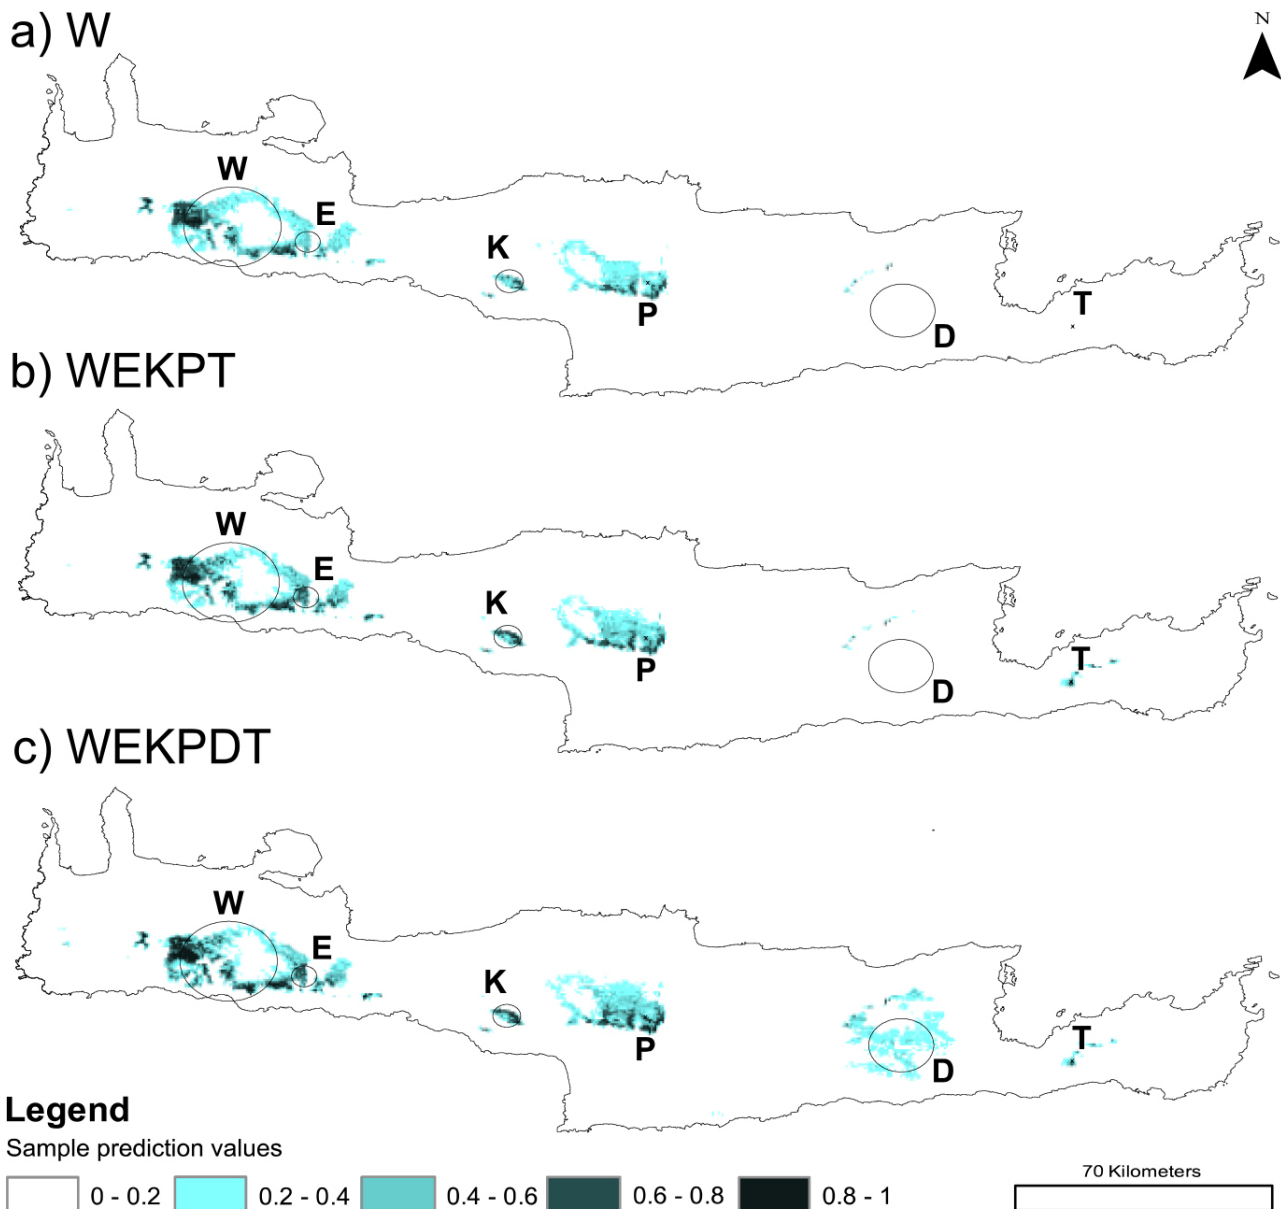 a) W
N
W
E
K
P
D
T
b) WEKPT
W
E
K
P
D
T
c) WEKPDT
W
E
K
P
D
T
Legend
Sample prediction values
70 Kilometers
0 - 0.2
0.2 - 0.4
0.4 - 0.6
0.6 - 0.8
0.8 - 1